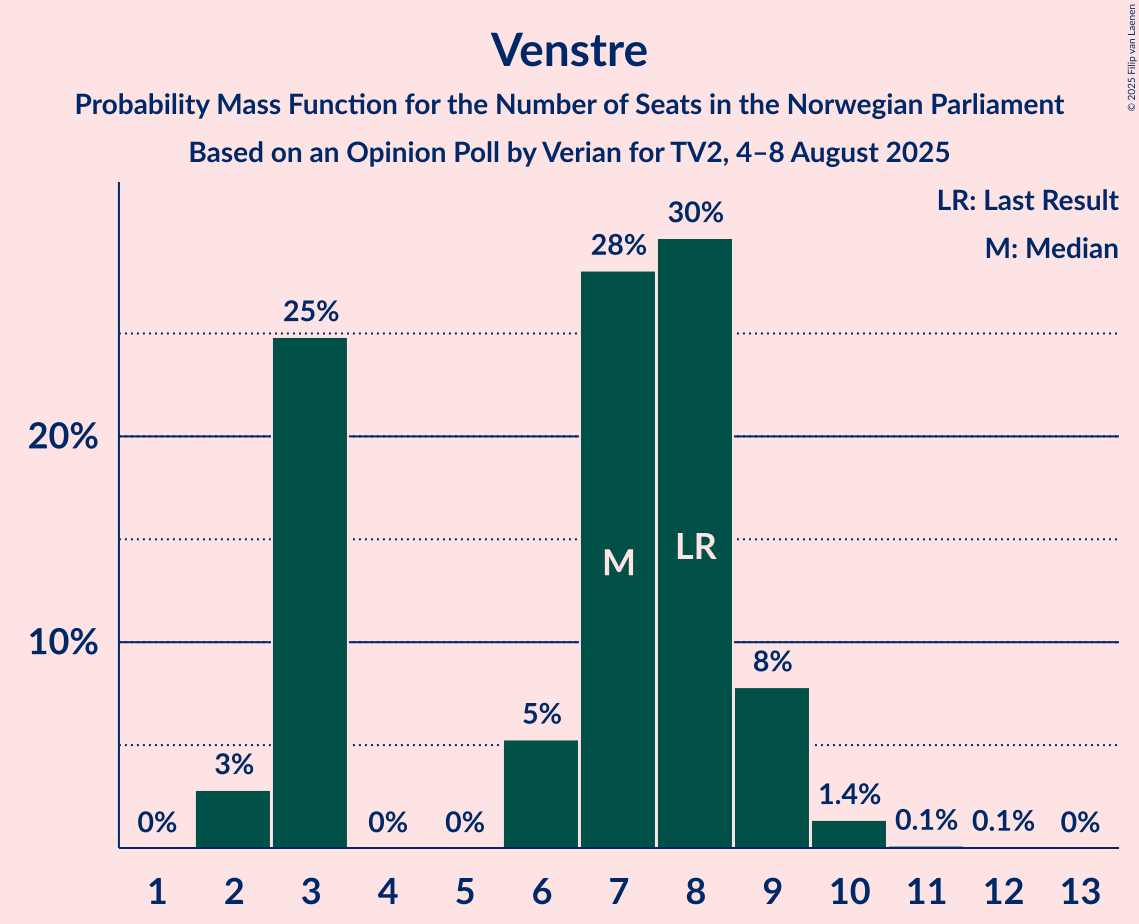 Venstre
Probability Mass Function for the Number of Seats in the Norwegian Parliament
Based on an Opinion Poll by Verian for TV2, 4–8 August 2025
© 2025 Filip van Laenen
LR: Last Result
M: Median
20%
10%
0%
3%
25%
0%
0%
5%
28%
30%
8%
1.4%
0.1%
0.1%
0%
M
LR
1 2 3 4 5 6 7 8 9 10 11 12 13